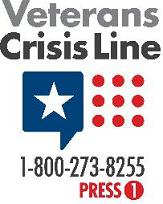 Veterans
Crisis Line
1-800-273-8255
PRESS 1